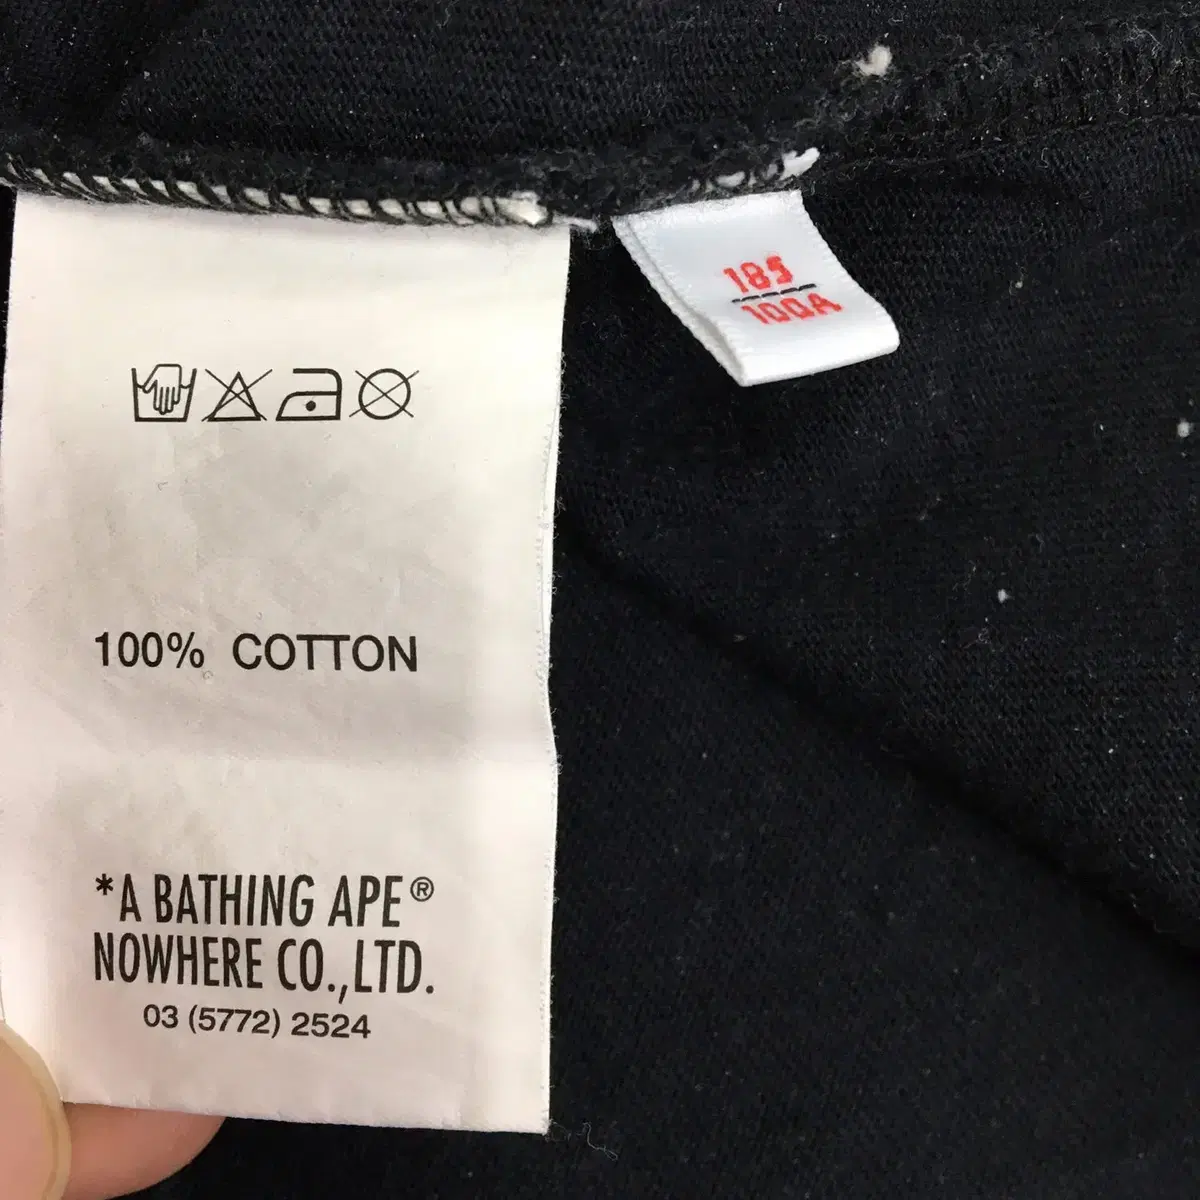 185
100A
100% COTTON
*A BATHING APE®
NOWHERE CO.,LTD.
03 (5772) 2524